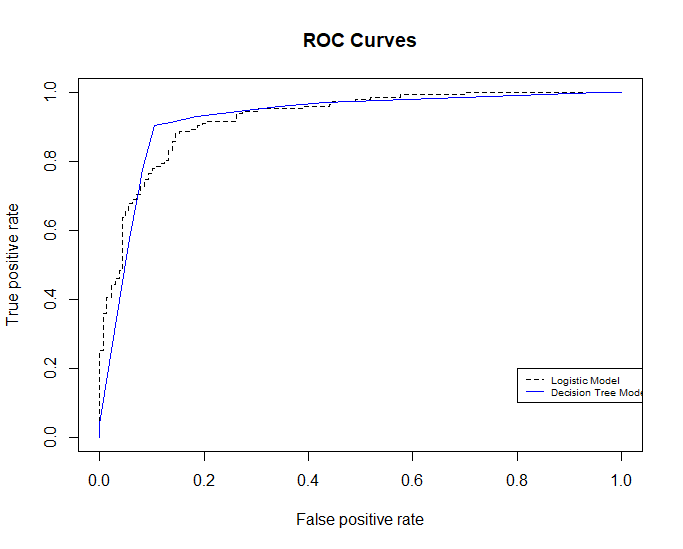 ROC Curves
True positive rate
1.0
0.8
0.6
0.4
0.2
0.0
Logistic Model
Decision Tree Mode
0.0 0.2 0.4 0.6 0.8 1.0
False positive rate